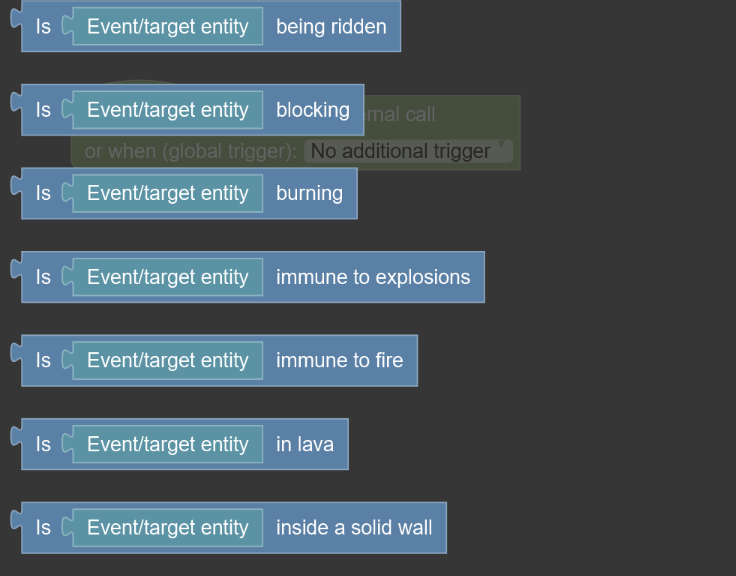 Is Event/target entity being ridden
Is Event/target entity blocking
call
or when (global trigger): No additional trigger
Is Event/target entity burning
Is Event/target entity immune to explosions
Is Event/target entity immune to fire
Is Event/target entity in lava
Is Event/target entity inside a solid wall